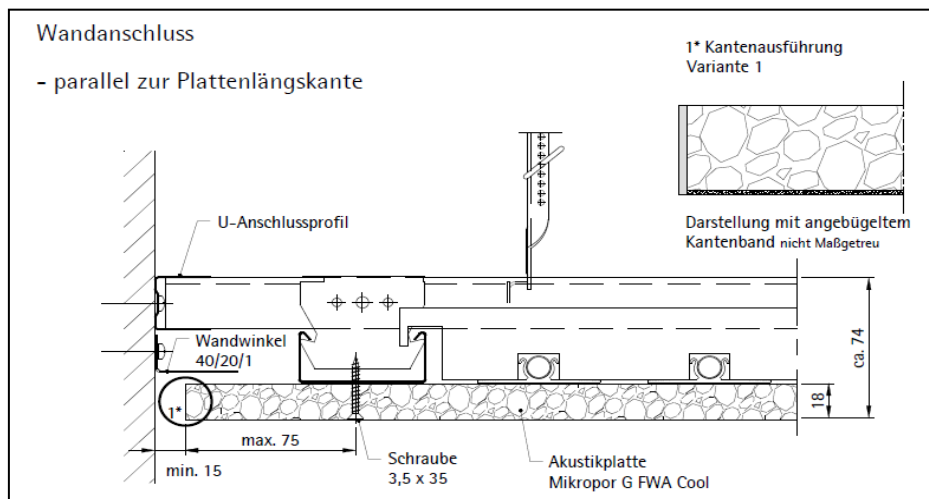 Wandanschluss
- parallel zur Plattenlängskante
1* Kantenausführung
Variante 1
Darstellung mit angebügeltem
Kantenband nicht Maßgetreu
U-Anschlussprofil
Wandwinkel
40/20/1
ca. 74
18
1*
max. 75
min. 15
Schraube
3,5 x 35
Akustikplatte
Mikropor G FWA Cool